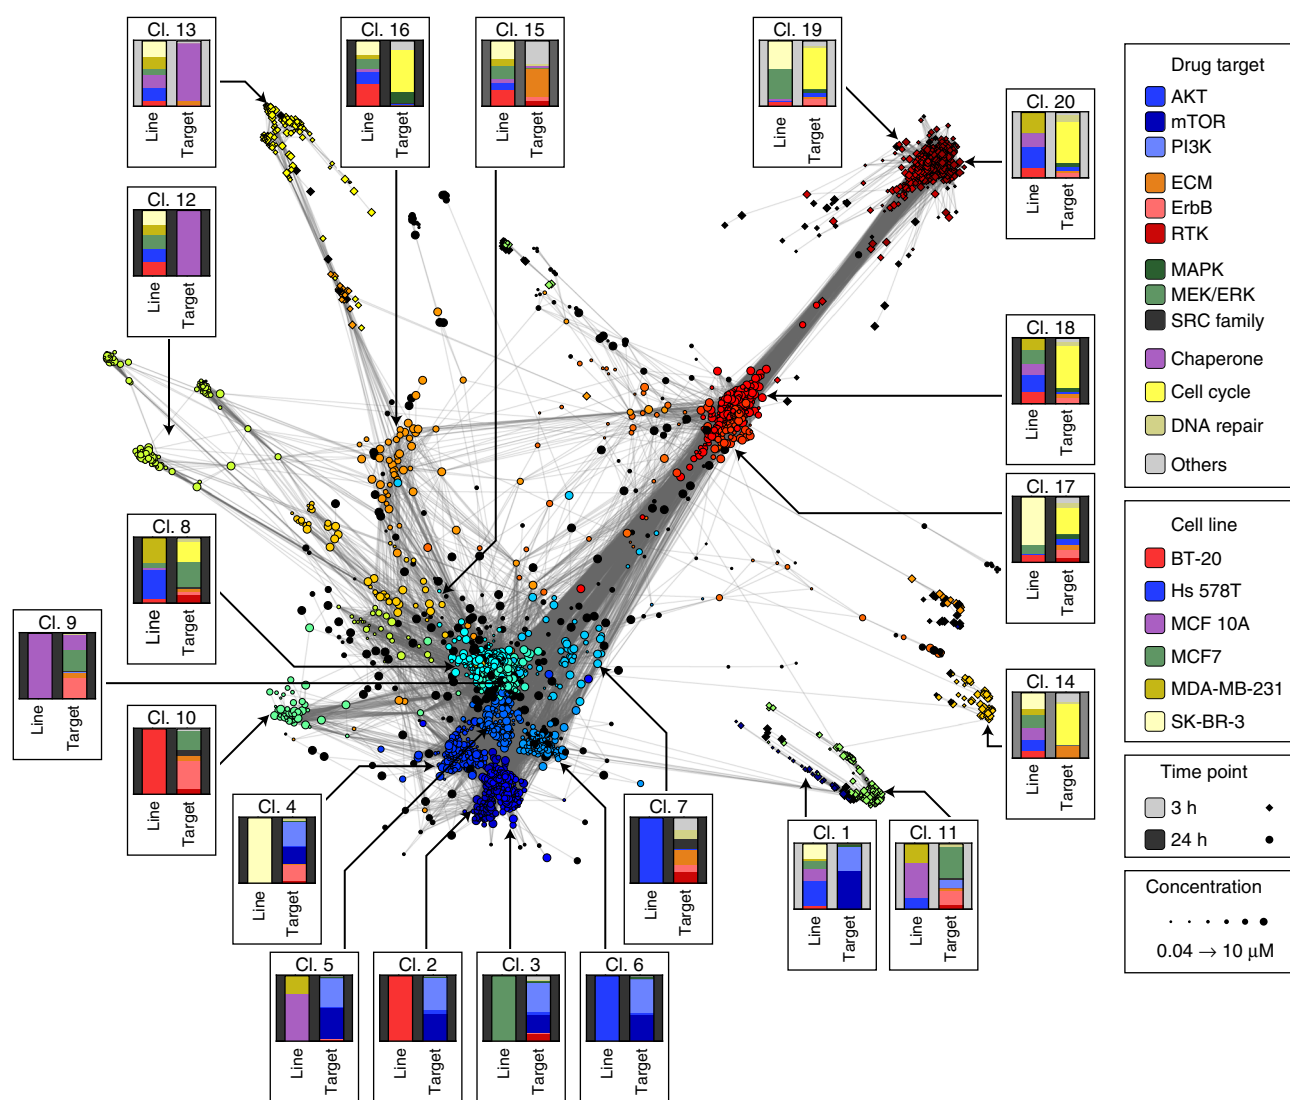 Cl. 13
Line
Target
Cl. 16
Line
Target
Cl. 15
Line
Target
Cl. 19
Line
Target
Cl. 20
Line
Target
Cl. 12
Line
Target
Cl. 18
Line
Target
Cl. 17
Line
Target
Cl. 8
Line
Target
Cl. 9
Line
Target
Cl. 10
Line
Target
Cl. 14
Line
Target
Cl. 4
Line
Target
Cl. 7
Line
Target
Cl. 1
Line
Target
Cl. 11
Line
Target
Cl. 5
Line
Target
Cl. 2
Line
Target
Cl. 3
Line
Target
Cl. 6
Line
Target
Drug target
AKT
mTOR
PI3K
ECM
ErbB
RTK
MAPK
MEK/ERK
SRC family
Chaperone
Cell cycle
DNA repair
Others
Cell line
BT-20
Hs 578T
MCF 10A
MCF7
MDA-MB-231
SK-BR-3
Time point
3 h
24 h
Concentration
0.04 → 10 μM